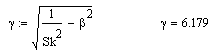 γ := √(1/Sk² − β²)    γ = 6.179